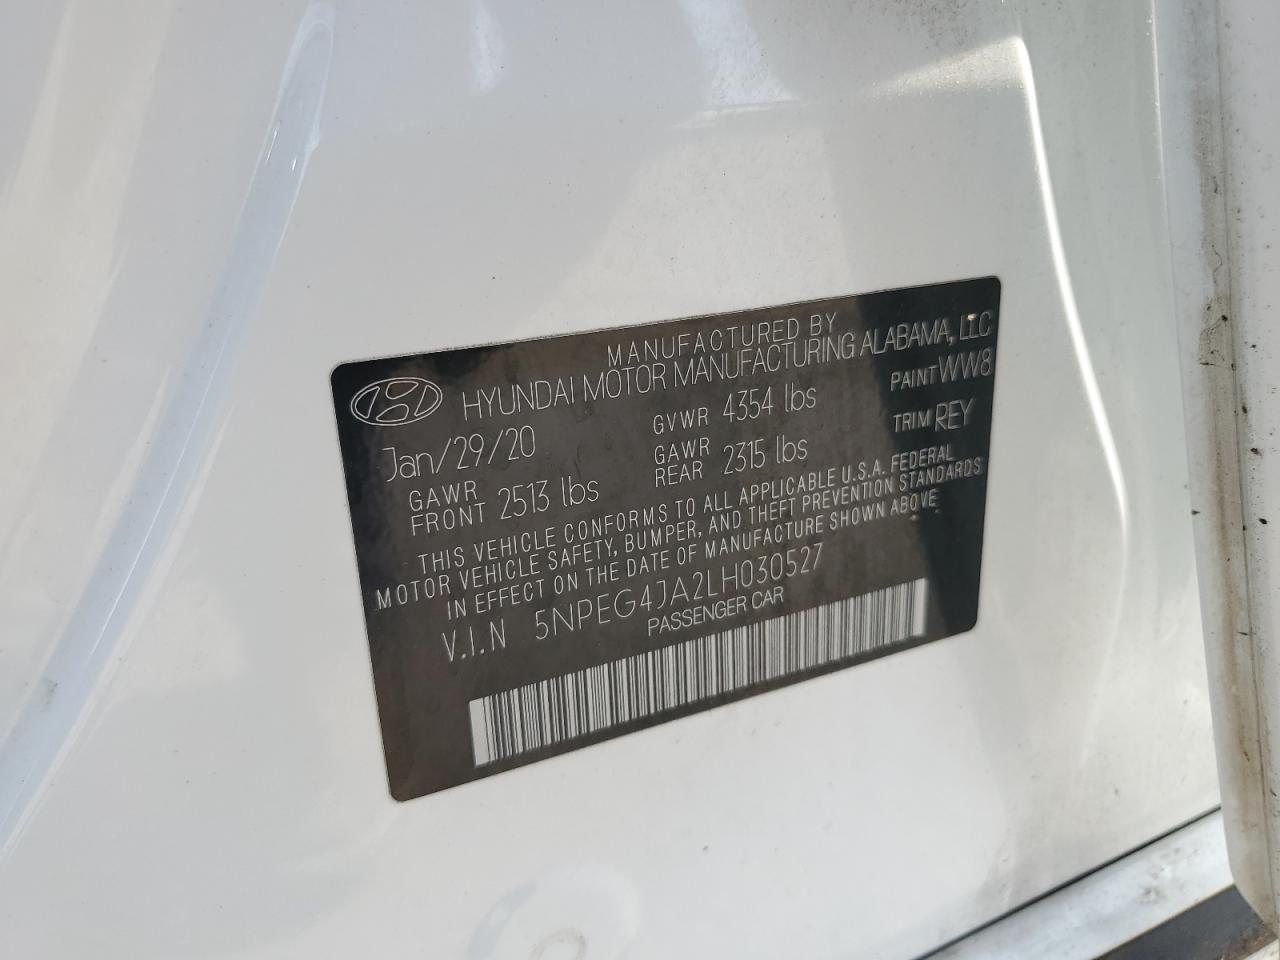 MANUFACTURED BY
HYUNDAI MOTOR MANUFACTURING ALABAMA, LLC
Jan/29/20 GVWR 4354 lbs PAINT WW8
GAWR FRONT 2513 lbs GAWR REAR 2315 lbs TRIM REY
THIS VEHICLE CONFORMS TO ALL APPLICABLE U.S.A. FEDERAL
MOTOR VEHICLE SAFETY, BUMPER, AND THEFT PREVENTION STANDARDS
IN EFFECT ON THE DATE OF MANUFACTURE SHOWN ABOVE
V.I.N 5NPEG4JA2LH030527
PASSENGER CAR